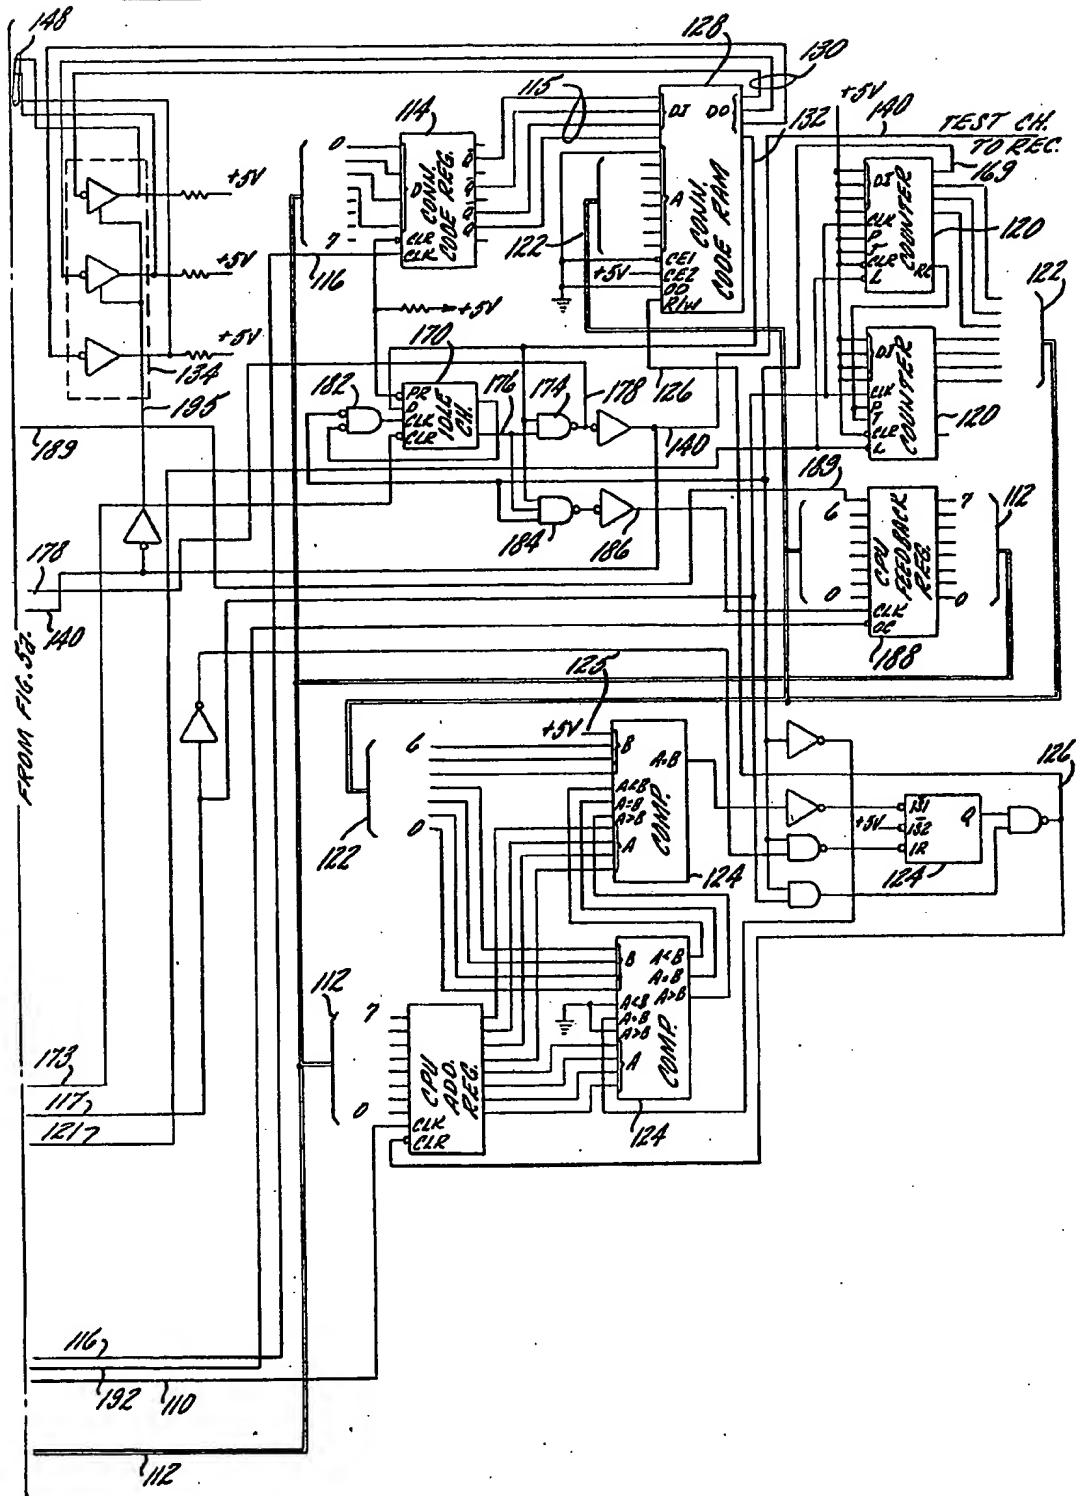 148
128
130
+5V
140
TEST CH.
TO REC.
169
115
114
132
0
D
CONN.
CODE REG.
Q
Q
Q
Q
CLR
CLK
7
116
DI
DO
A
CONN.
CODE RAM
CE1
CE2
OD
R/W
+5V
122
DI
CLK
P
T
CLR
L
RC
COUNTER
120
122
+5V
+5V
+5V
134
195
+5V
170
182
PR
D
CLK
CLR
IDLE
CH.
176
174
178
126
140
DI
CLK
P
T
CLR
L
COUNTER
120
189
189
184
186
6
0
CPU
FEEDBACK
REG.
CLK
OC
7
0
112
188
178
140
FROM FIG. 5a.
125
+5V
6
0
122
B
A<B
A=B
A>B
A
A=B
COMP.
124
+5V
IS1
IS2
1R
Q
124
126
B
A<B
A=B
A>B
A<B
A=B
A>B
A
COMP.
124
112
7
0
CPU
ADD.
REG.
CLK
CLR
173
117
121
116
192
110
112